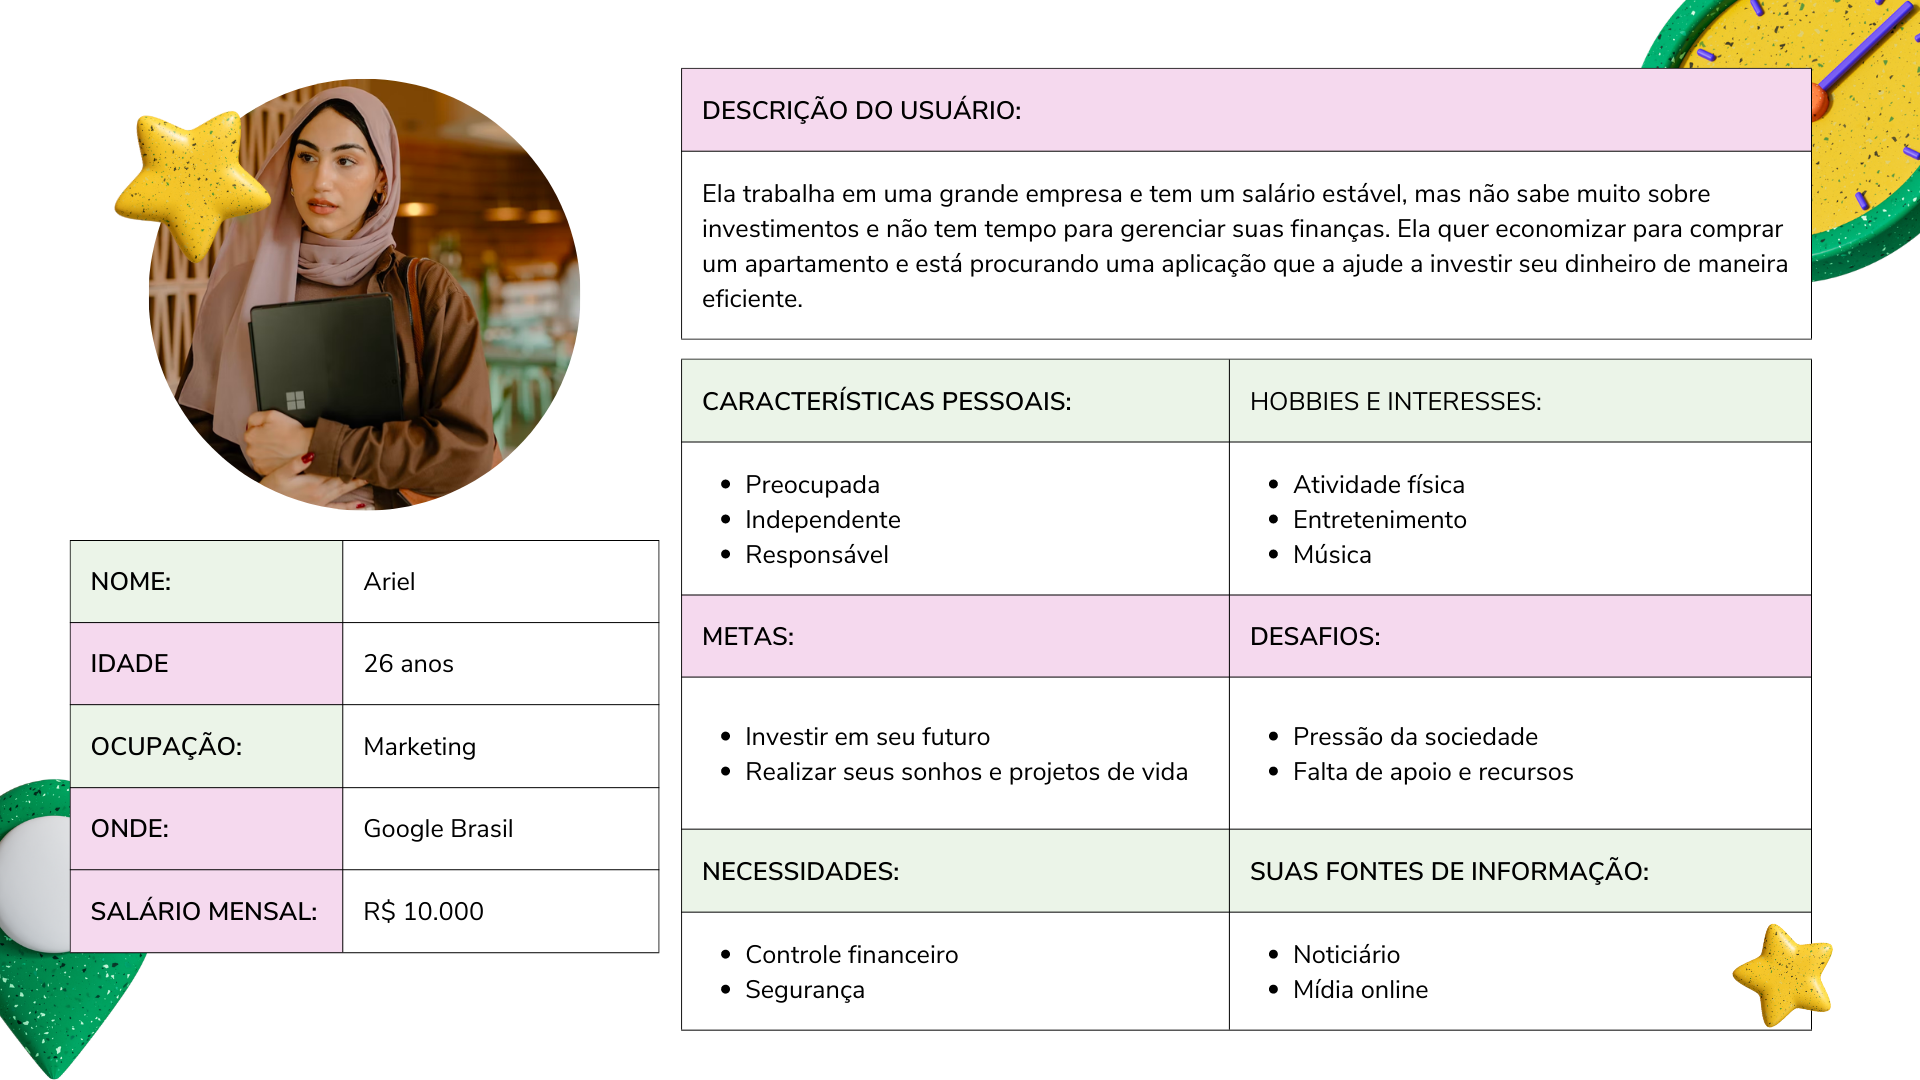 DESCRIÇÃO DO USUÁRIO:
Ela trabalha em uma grande empresa e tem um salário estável, mas não sabe muito sobre
investimentos e não tem tempo para gerenciar suas finanças. Ela quer economizar para comprar
um apartamento e está procurando uma aplicação que a ajude a investir seu dinheiro de maneira
eficiente.
CARACTERÍSTICAS PESSOAIS:
• Preocupada
• Independente
• Responsável
HOBBIES E INTERESSES:
• Atividade física
• Entretenimento
• Música
METAS:
• Investir em seu futuro
• Realizar seus sonhos e projetos de vida
DESAFIOS:
• Pressão da sociedade
• Falta de apoio e recursos
NECESSIDADES:
• Controle financeiro
• Segurança
SUAS FONTES DE INFORMAÇÃO:
• Noticiário
• Mídia online
NOME: Ariel
IDADE 26 anos
OCUPAÇÃO: Marketing
ONDE: Google Brasil
SALÁRIO MENSAL: R$ 10.000